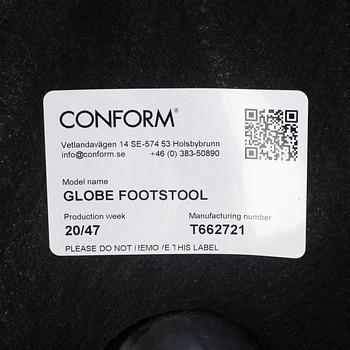 CONFORM®
Vetlandavägen 14 SE-574 53 Holsbybrunn
info@conform.se +46 (0) 383-50890
Model name
GLOBE FOOTSTOOL
Production week Manufacturing number
20/47 T662721
PLEASE DO NOT REMOVE THIS LABEL